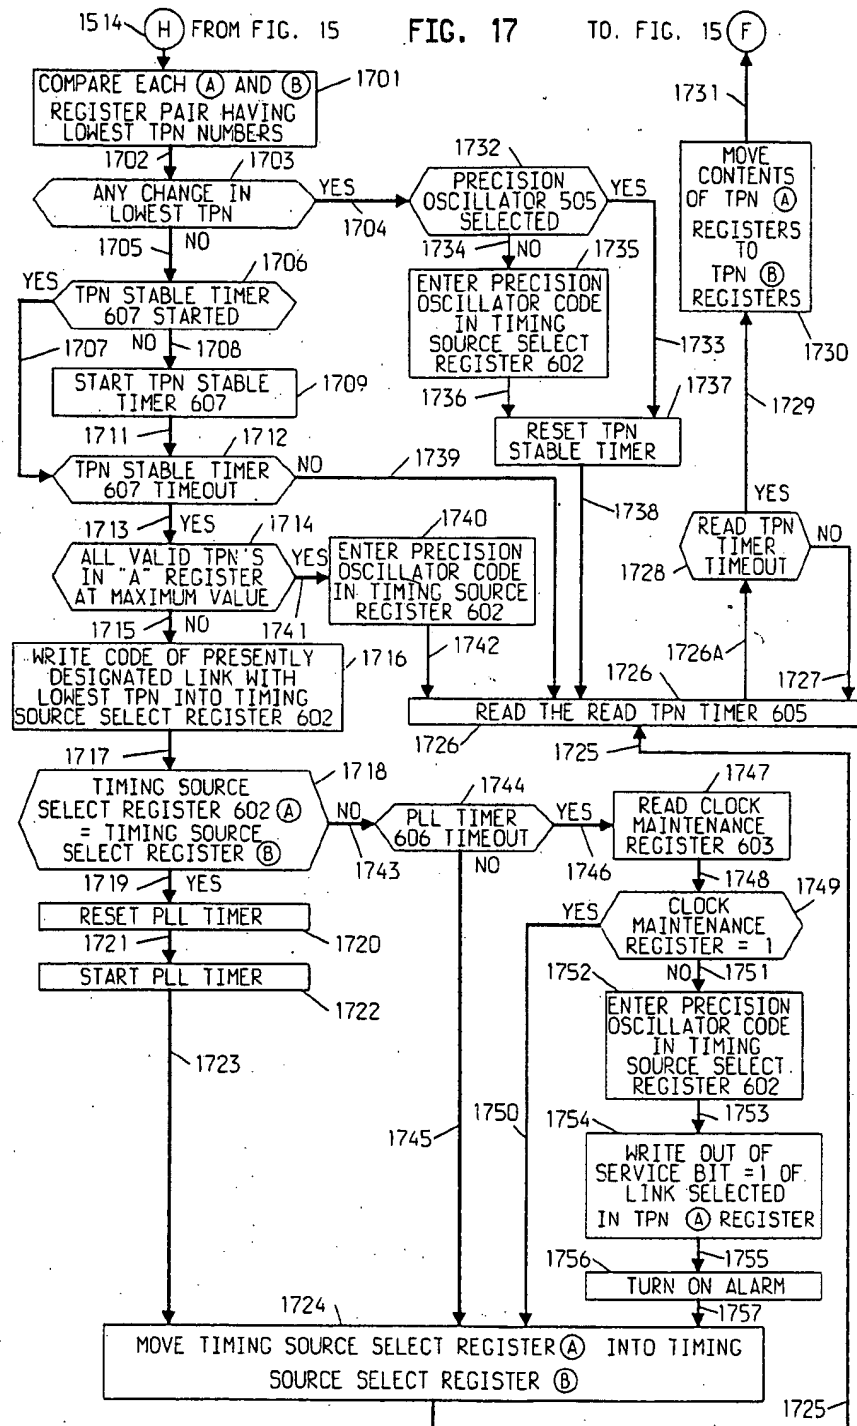 1514 H FROM FIG. 15 FIG. 17 TO. FIG. 15 F
COMPARE EACH A AND B
REGISTER PAIR HAVING
LOWEST TPN NUMBERS
1701
1702
1703
ANY CHANGE IN
LOWEST TPN
YES
1704
1705
NO
1706
YES
TPN STABLE TIMER
607 STARTED
1707
NO
1708
START TPN STABLE
TIMER 607
1709
1711
1712
TPN STABLE TIMER
607 TIMEOUT
NO
1739
1713
YES
1714
ALL VALID TPN'S
IN "A" REGISTER
AT MAXIMUM VALUE
YES
1741
1715
NO
WRITE CODE OF PRESENTLY
DESIGNATED LINK WITH
LOWEST TPN INTO TIMING
SOURCE SELECT REGISTER 602
1716
1717
1718
TIMING SOURCE
SELECT REGISTER 602 A
= TIMING SOURCE
SELECT REGISTER B
NO
1743
1719
YES
RESET PLL TIMER
1720
1721
START PLL TIMER
1722
1723
1732
PRECISION
OSCILLATOR 505
SELECTED
YES
1733
1734
NO
1735
ENTER PRECISION
OSCILLATOR CODE
IN TIMING
SOURCE SELECT
REGISTER 602
1736
1737
RESET TPN
STABLE TIMER
1738
1740
ENTER PRECISION
OSCILLATOR CODE
IN TIMING SOURCE
REGISTER 602
1742
1731
MOVE
CONTENTS
OF TPN A
REGISTERS
TO
TPN B
REGISTERS
1730
1729
YES
READ TPN
TIMER
TIMEOUT
NO
1728
1726A
1727
1726
READ THE READ TPN TIMER 605
1726
1725
1744
PLL TIMER
606 TIMEOUT
YES
1746
NO
1745
1747
READ CLOCK
MAINTENANCE
REGISTER 603
1748
1749
YES
CLOCK
MAINTENANCE
REGISTER = 1
1750
NO
1751
1752
ENTER PRECISION
OSCILLATOR CODE
IN TIMING
SOURCE SELECT
REGISTER 602
1753
1754
WRITE OUT OF
SERVICE BIT =1 OF
LINK SELECTED
IN TPN A REGISTER
1755
1756
TURN ON ALARM
1757
1724
MOVE TIMING SOURCE SELECT REGISTER A INTO TIMING
SOURCE SELECT REGISTER B
1725